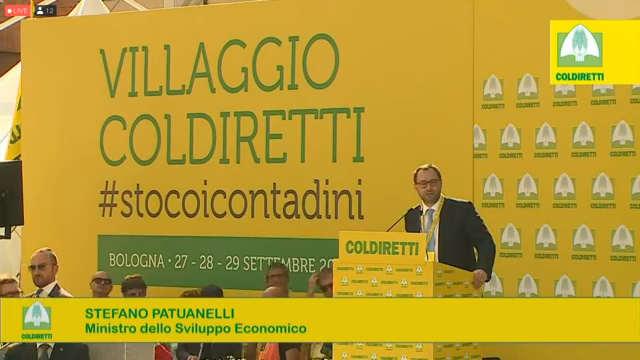 LIVE
12
VILLAGGIO
COLDIRETTI
#stocoicontadini
BOLOGNA • 27 - 28 - 29 SETTEMBRE
COLDIRETTI
COLDIRETTI
STEFANO PATUANELLI
Ministro dello Sviluppo Economico
COLDIRETTI